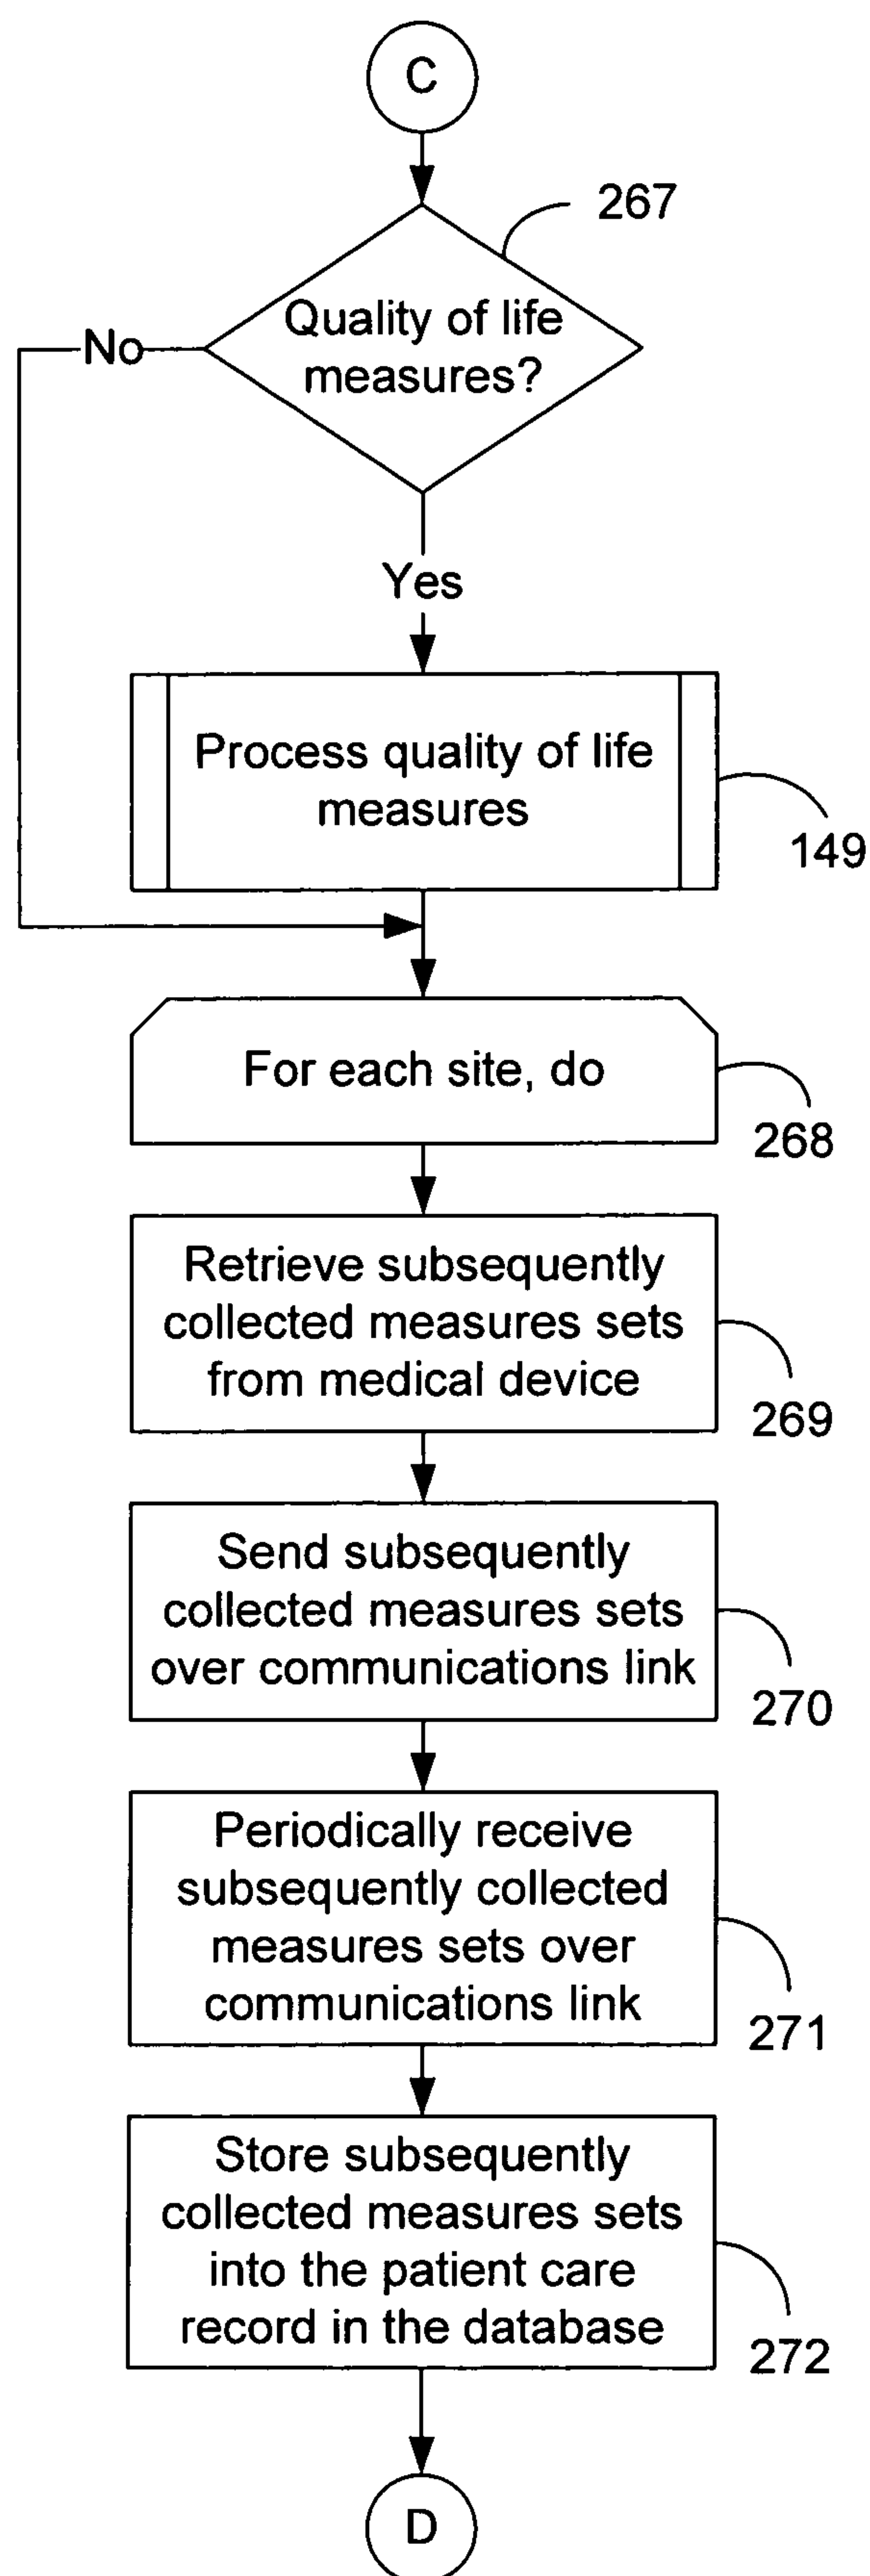 C
267
Quality of life
measures?
No
Yes
Process quality of life
measures
149
For each site, do
268
Retrieve subsequently
collected measures sets
from medical device
269
Send subsequently
collected measures sets
over communications link
270
Periodically receive
subsequently collected
measures sets over
communications link
271
Store subsequently
collected measures sets
into the patient care
record in the database
272
D